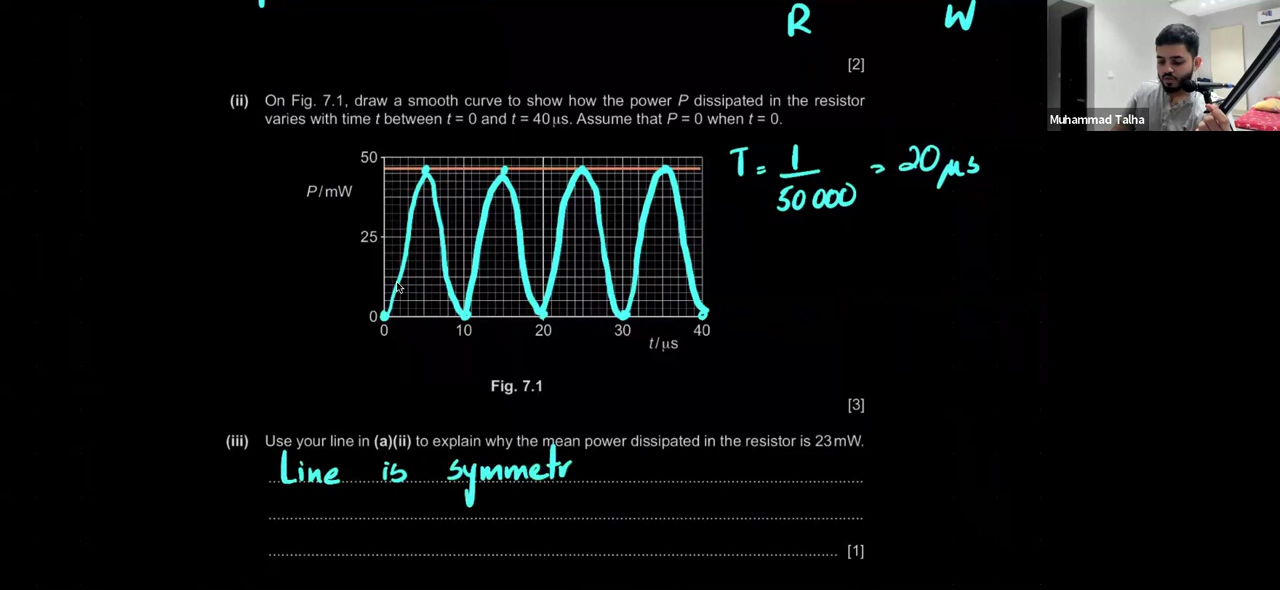 R W
[2]
(ii) On Fig. 7.1, draw a smooth curve to show how the power P dissipated in the resistor
varies with time t between t = 0 and t = 40 μs. Assume that P = 0 when t = 0.
Muhammad Talha
T = 1/50 000 = 20 μs
50
P / mW
25
0
0 10 20 30 40
t / μs
Fig. 7.1
[3]
(iii) Use your line in (a)(ii) to explain why the mean power dissipated in the resistor is 23 mW.
Line is symmetr
[1]